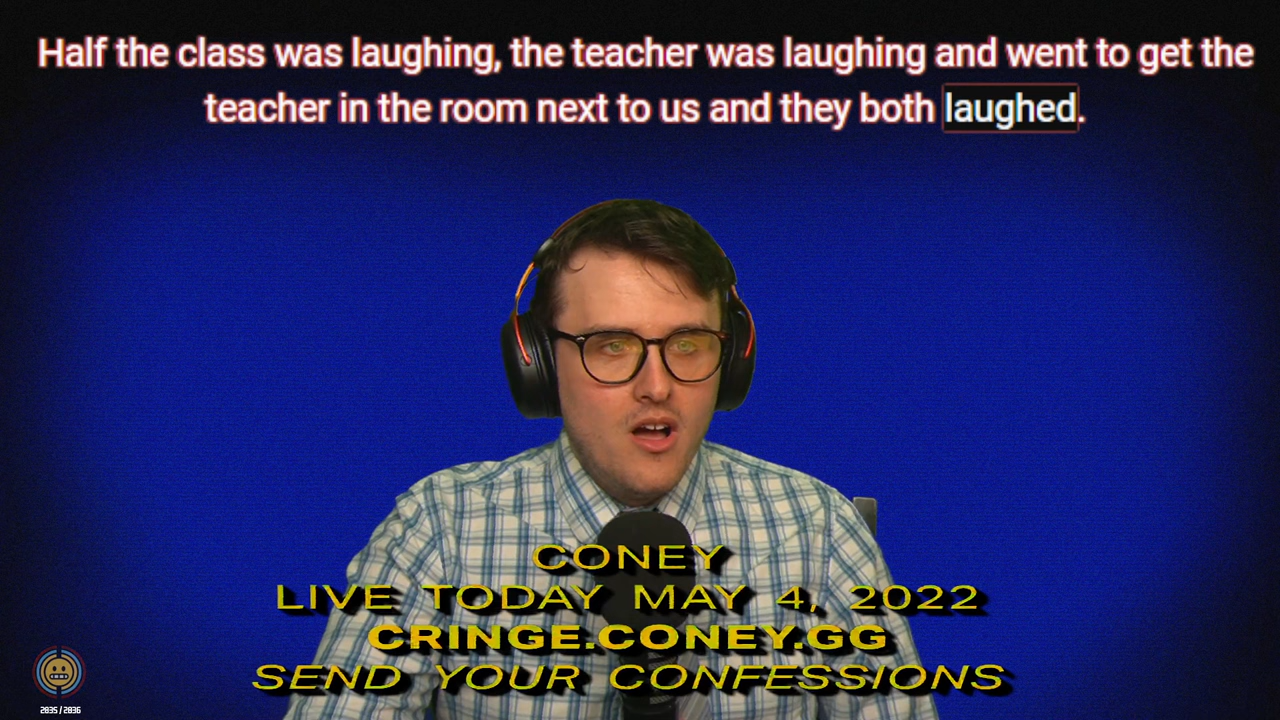 Half the class was laughing, the teacher was laughing and went to get the
teacher in the room next to us and they both laughed.
CONEY
LIVE TODAY MAY 4, 2022
CRINGE.CONEY.GG
SEND YOUR CONFESSIONS
2835 / 2836